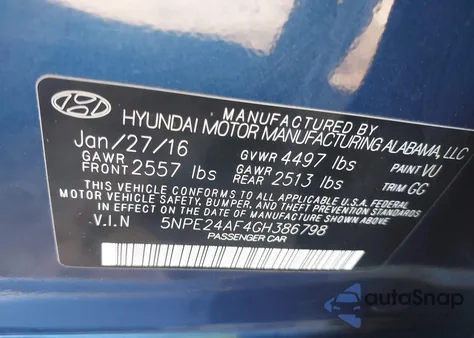 MANUFACTURED BY
HYUNDAI MOTOR MANUFACTURING ALABAMA, LLC
Jan/27/16 GVWR 4497 lbs PAINT VU
GAWR FRONT 2557 lbs GAWR REAR 2513 lbs TRIM GG
THIS VEHICLE CONFORMS TO ALL APPLICABLE U.S.A. FEDERAL
MOTOR VEHICLE SAFETY, BUMPER, AND THEFT PREVENTION STANDARDS
IN EFFECT ON THE DATE OF MANUFACTURE SHOWN ABOVE.
V.I.N 5NPE24AF4GH386798
PASSENGER CAR
autoSnap